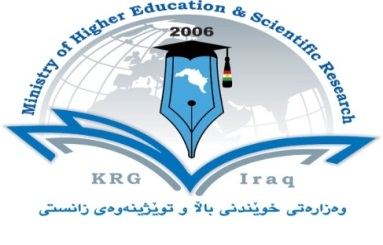 Ministry of Higher Education & Scientific Research
2006
KRG Iraq
وەزارەتی خوێندنی باڵا و توێژینەوەی زانستی